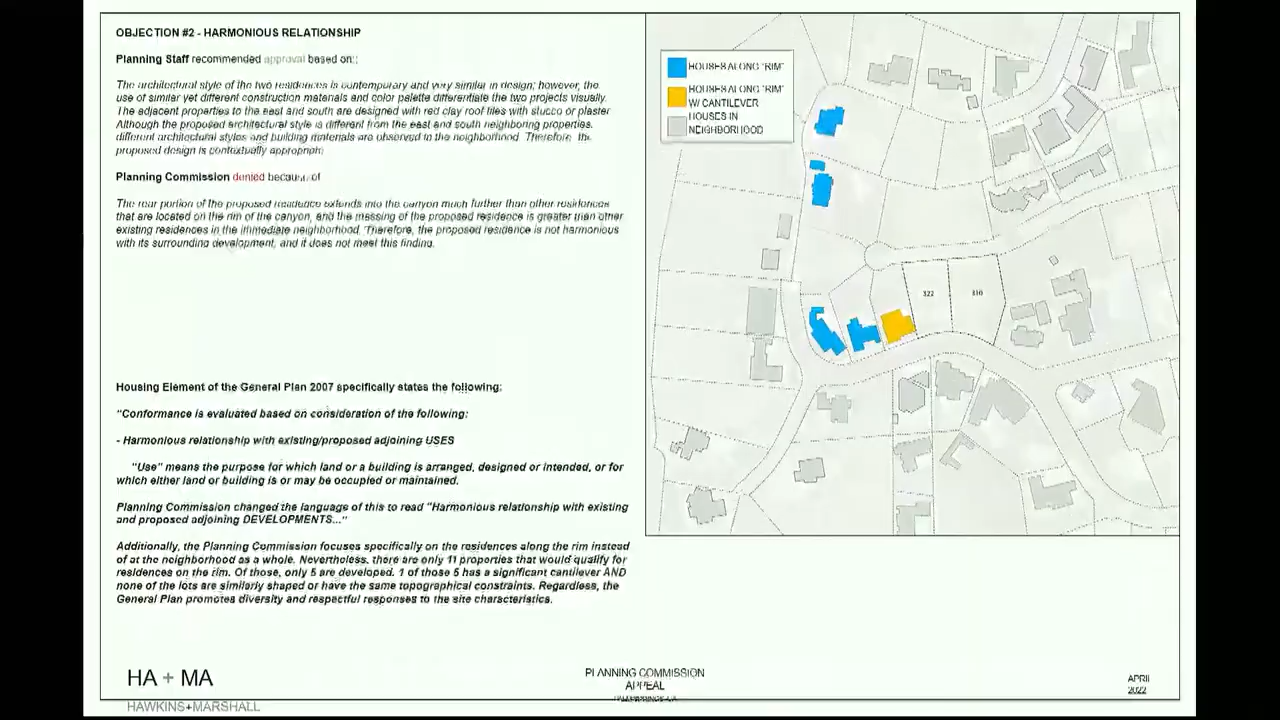 OBJECTION #2 - HARMONIOUS RELATIONSHIP
Planning Staff recommended approval based on:
The architectural style of the two residences is contemporary and very similar in design; however, the
use of similar yet different construction materials and color palette differentiate the two projects visually.
The adjacent properties to the east and south are designed with red clay roof tiles with stucco or plaster
Although the proposed architectural style is different from the east and south neighboring properties.
different architectural styles and building materials are observed to the neighborhood. Therefore, the
proposed design is contextually appropriate.
Planning Commission denied because of
The rear portion of the proposed residence extends into the canyon much further than other residences
that are located on the rim of the canyon, and the massing of the proposed residence is greater than other
existing residences in the immediate neighborhood. Therefore, the proposed residence is not harmonious
with its surrounding development, and it does not meet this finding.
Housing Element of the General Plan 2007 specifically states the following:
"Conformance is evaluated based on consideration of the following:
- Harmonious relationship with existing/proposed adjoining USES
"Use" means the purpose for which land or a building is arranged, designed or intended, or for
which either land or building is or may be occupied or maintained.
Planning Commission changed the language of this to read "Harmonious relationship with existing
and proposed adjoining DEVELOPMENTS..."
Additionally, the Planning Commission focuses specifically on the residences along the rim instead
of at the neighborhood as a whole. Nevertheless, there are only 11 properties that would qualify for
residences on the rim. Of those, only 5 are developed. 1 of those 5 has a significant cantilever AND
none of the lots are similarly shaped or have the same topographical constraints. Regardless, the
General Plan promotes diversity and respectful responses to the site characteristics.
HOUSES ALONG "RIM"
HOUSES ALONG "RIM"
W/ CANTILEVER
HOUSES IN
NEIGHBORHOOD
322
310
HA + MA
HAWKINS+MARSHALL
PLANNING COMMISSION
APPEAL
APRIL
2022